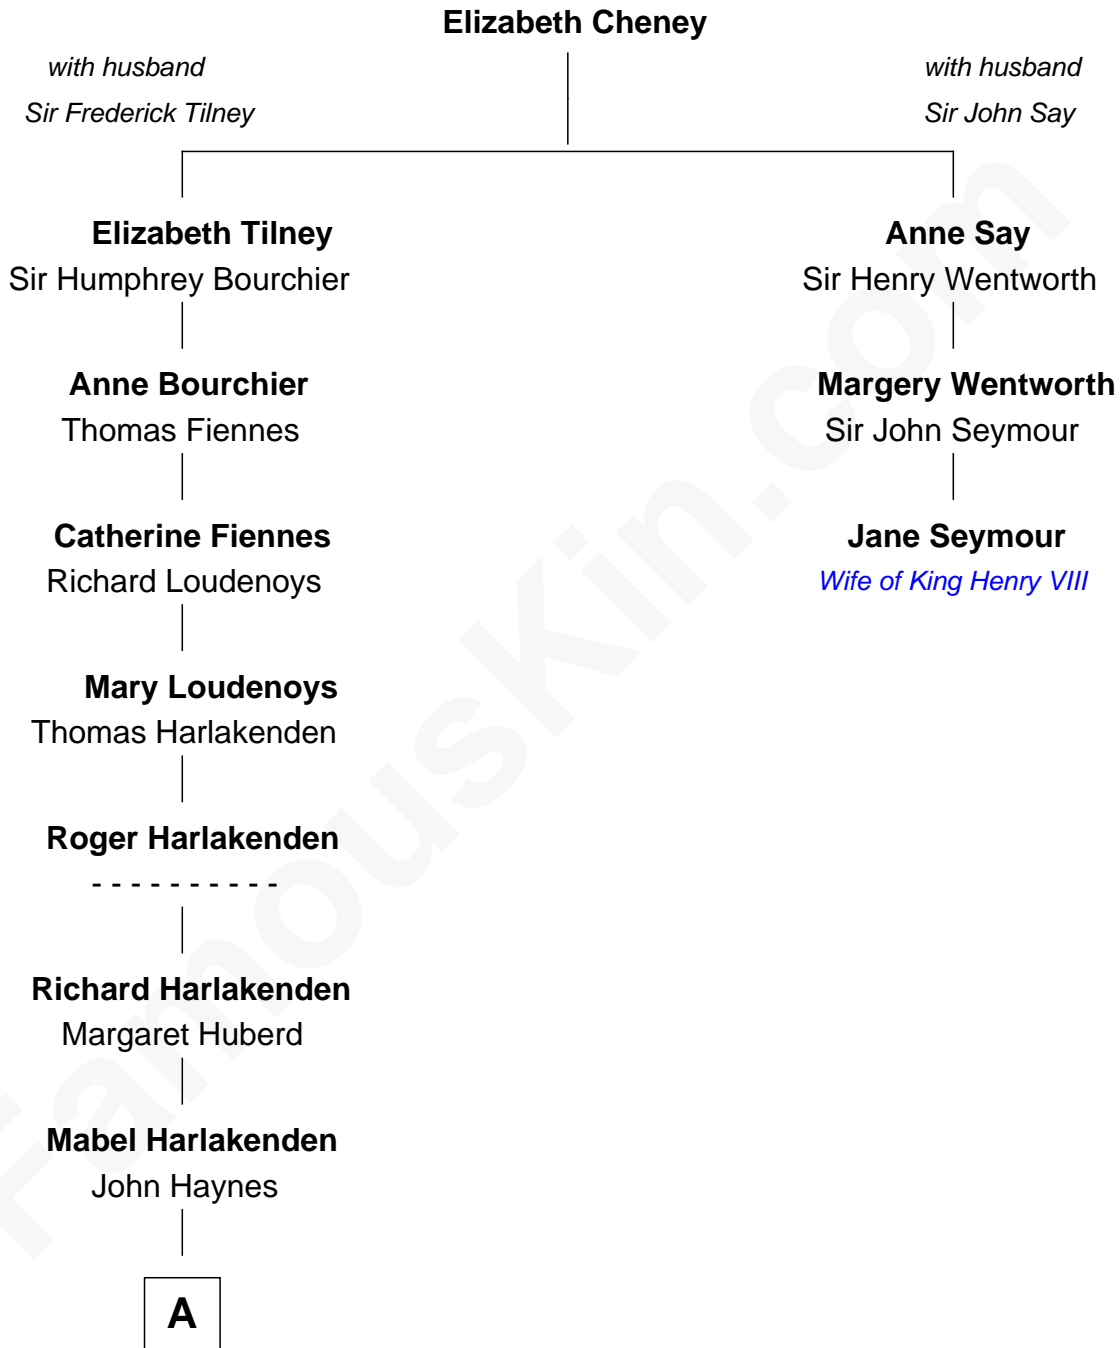 Elizabeth Cheney
with husband
Sir Frederick Tilney
with husband
Sir John Say
Elizabeth Tilney
Sir Humphrey Bourchier
Anne Say
Sir Henry Wentworth
Anne Bourchier
Thomas Fiennes
Margery Wentworth
Sir John Seymour
Catherine Fiennes
Richard Loudenoys
Jane Seymour
Wife of King Henry VIII
Mary Loudenoys
Thomas Harlakenden
Roger Harlakenden
- - - - - - - - - -
Richard Harlakenden
Margaret Huberd
Mabel Harlakenden
John Haynes
A
FamousKin.com